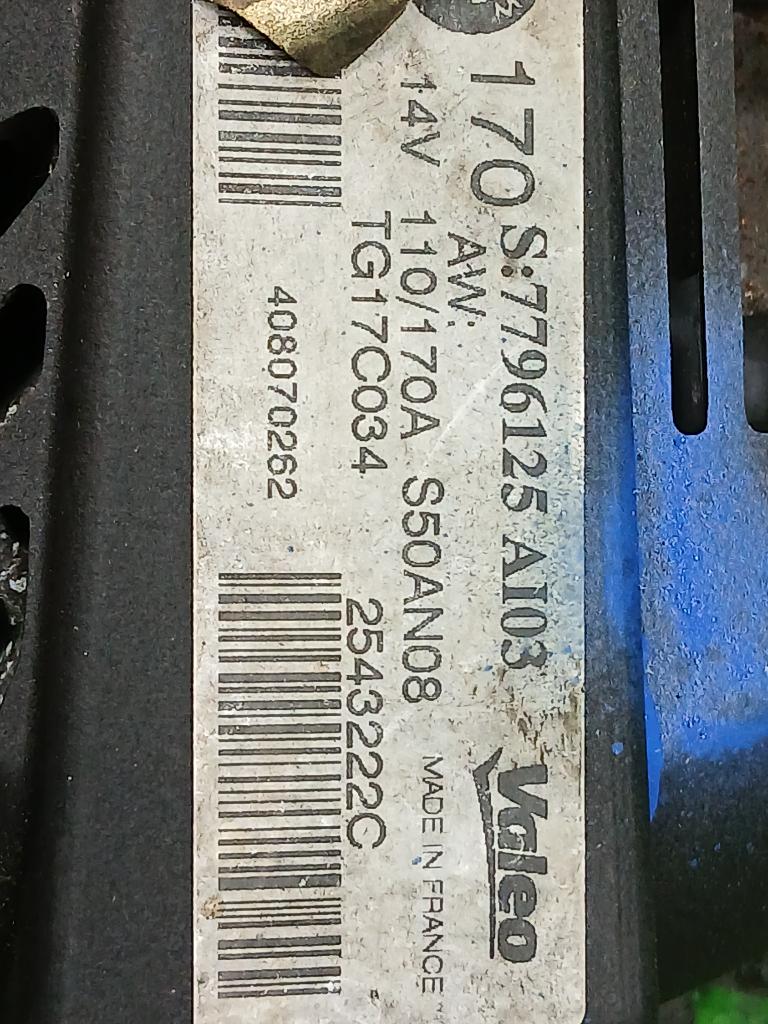 170 S:7796125 AI03 Valeo
AW:
14V 110/170A S50AN08 MADE IN FRANCE
TG17C034 2543222C
408070262